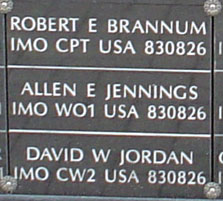 ROBERT E BRANNUM
IMO CPT USA 830826
ALLEN E JENNINGS
IMO WO1 USA 830826
DAVID W JORDAN
IMO CW2 USA 830826